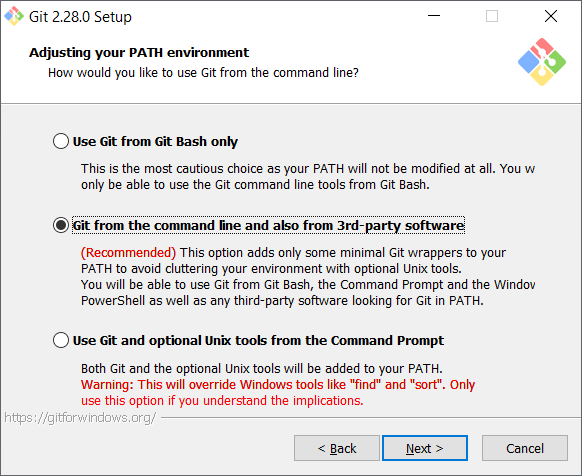 Git 2.28.0 Setup
Adjusting your PATH environment
How would you like to use Git from the command line?
Use Git from Git Bash only
This is the most cautious choice as your PATH will not be modified at all. You w
only be able to use the Git command line tools from Git Bash.
Git from the command line and also from 3rd-party software
(Recommended) This option adds only some minimal Git wrappers to your
PATH to avoid cluttering your environment with optional Unix tools.
You will be able to use Git from Git Bash, the Command Prompt and the Window
PowerShell as well as any third-party software looking for Git in PATH.
Use Git and optional Unix tools from the Command Prompt
Both Git and the optional Unix tools will be added to your PATH.
Warning: This will override Windows tools like "find" and "sort". Only
use this option if you understand the implications.
https://gitforwindows.org/
< Back
Next >
Cancel